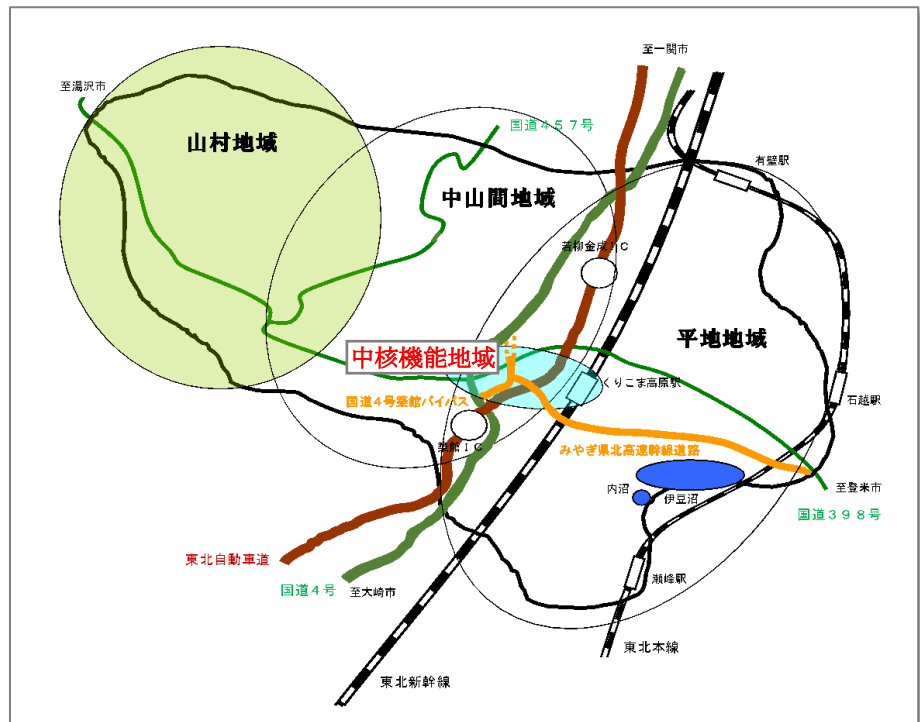 至一関市
至湯沢市
国道457号
山村地域
有壁駅
中山間地域
若柳金成IC
平地地域
中核機能地域
くりこま高原駅
石越駅
国道4号築館バイパス
築館IC
みやぎ県北高速幹線道路
内沼
伊豆沼
至登米市
国道398号
東北自動車道
瀬峰駅
国道4号
至大崎市
東北本線
東北新幹線